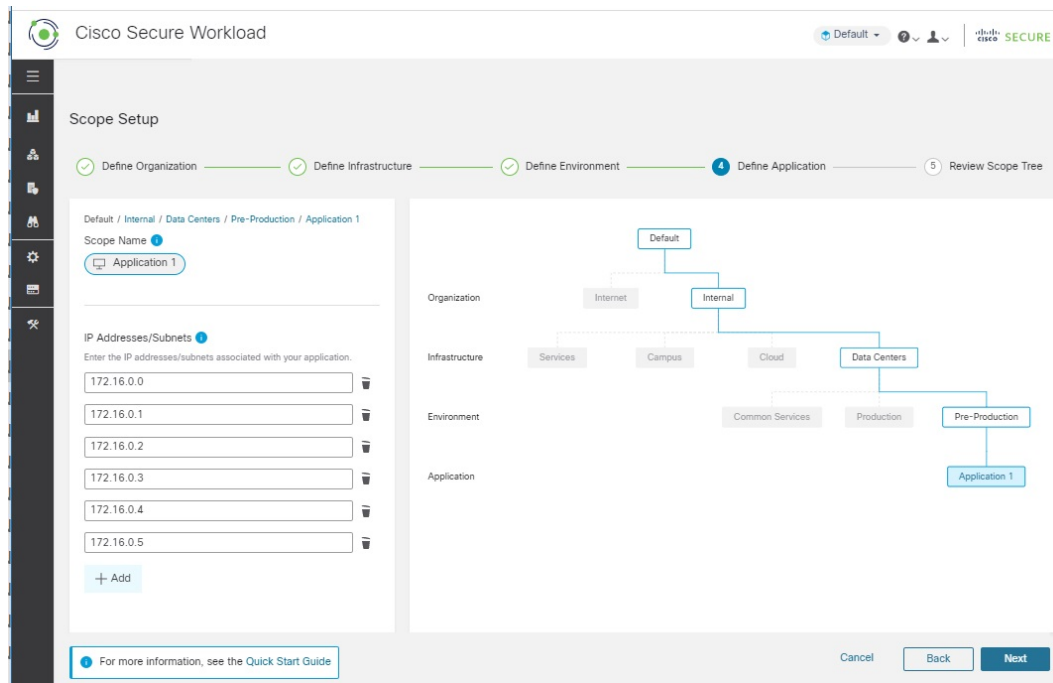 Cisco Secure Workload
Default
cisco SECURE
Scope Setup
Define Organization
Define Infrastructure
Define Environment
4 Define Application
5 Review Scope Tree
Default / Internal / Data Centers / Pre-Production / Application 1
Scope Name
Application 1
IP Addresses/Subnets
Enter the IP addresses/subnets associated with your application.
172.16.0.0
172.16.0.1
172.16.0.2
172.16.0.3
172.16.0.4
172.16.0.5
+ Add
Default
Organization Internet Internal
Infrastructure Services Campus Cloud Data Centers
Environment Common Services Production Pre-Production
Application Application 1
For more information, see the Quick Start Guide
Cancel Back Next